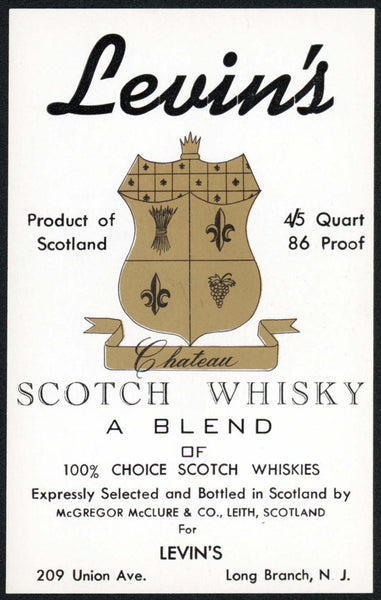 Levin's
Product of
Scotland
4/5 Quart
86 Proof
Chateau
SCOTCH WHISKY
A BLEND
OF
100% CHOICE SCOTCH WHISKIES
Expressly Selected and Bottled in Scotland by
McGREGOR McCLURE & CO., LEITH, SCOTLAND
For
LEVIN'S
209 Union Ave. Long Branch, N. J.